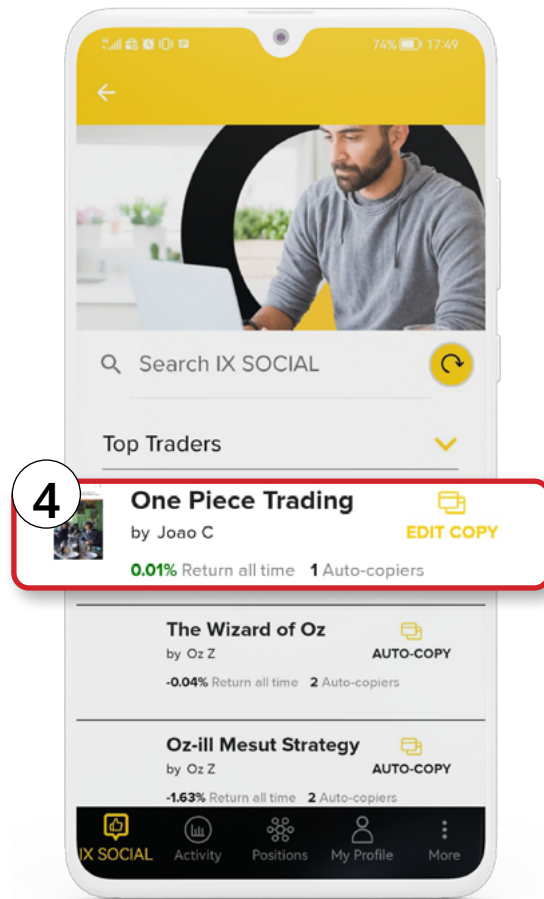 74% 17:49
Search IX SOCIAL
Top Traders
4
One Piece Trading
by Joao C
EDIT COPY
0.01% Return all time 1 Auto-copiers
The Wizard of Oz
by Oz Z
AUTO-COPY
-0.04% Return all time 2 Auto-copiers
Oz-ill Mesut Strategy
by Oz Z
AUTO-COPY
-1.63% Return all time 2 Auto-copiers
IX SOCIAL Activity Positions My Profile More